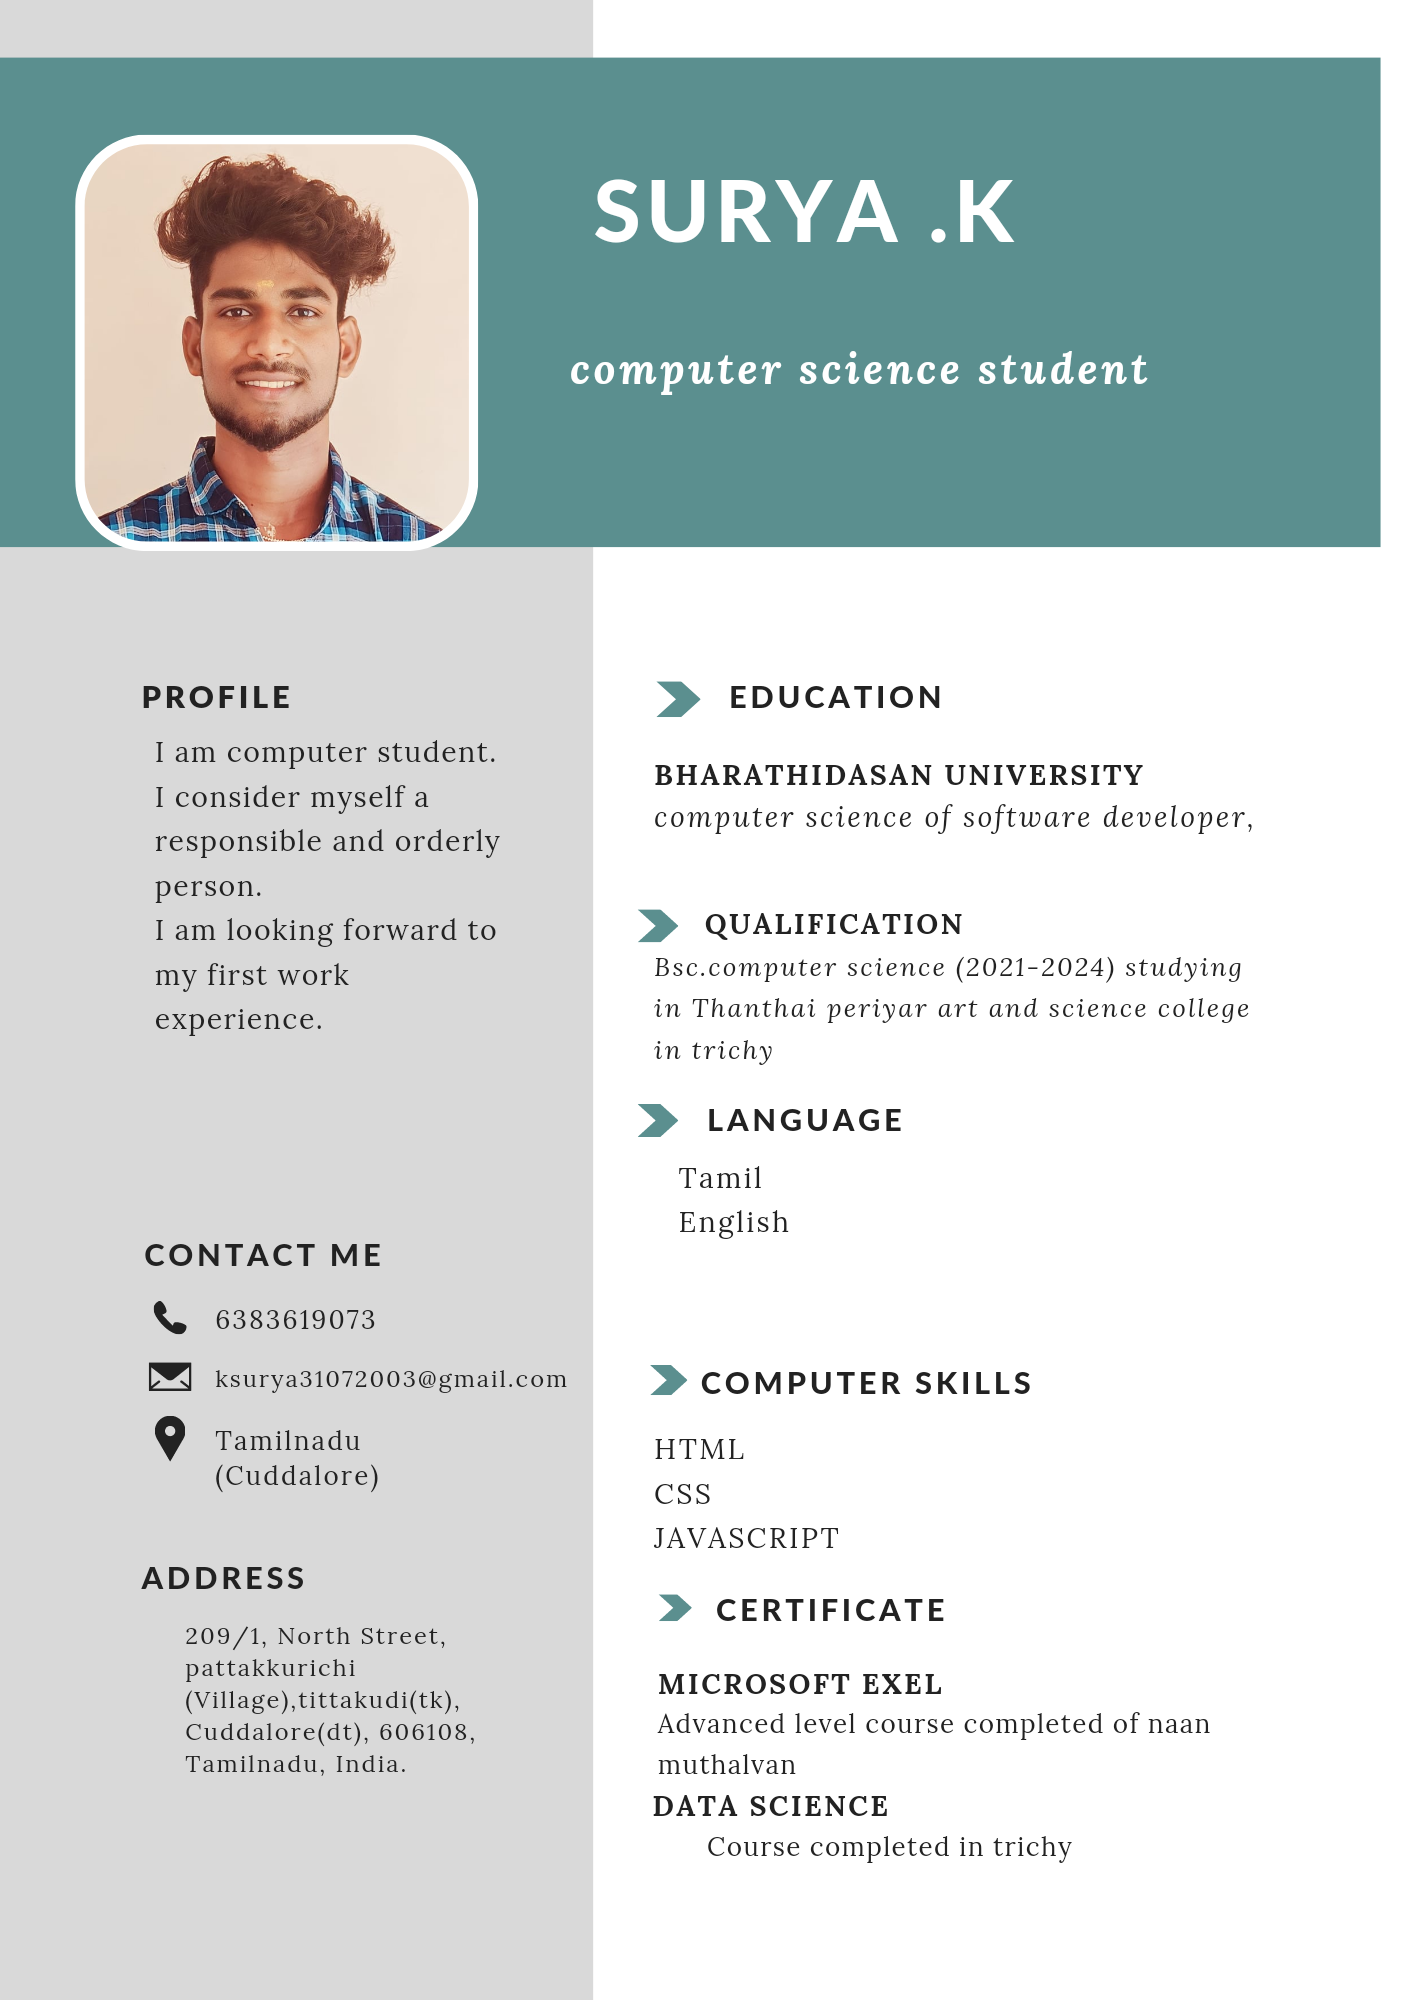 SURYA .K
computer science student
PROFILE
I am computer student.
I consider myself a
responsible and orderly
person.
I am looking forward to
my first work
experience.
CONTACT ME
6383619073
ksurya31072003@gmail.com
Tamilnadu
(Cuddalore)
ADDRESS
209/1, North Street,
pattakkurichi
(Village),tittakudi(tk),
Cuddalore(dt), 606108,
Tamilnadu, India.
EDUCATION
BHARATHIDASAN UNIVERSITY
computer science of software developer,
QUALIFICATION
Bsc.computer science (2021-2024) studying
in Thanthai periyar art and science college
in trichy
LANGUAGE
Tamil
English
COMPUTER SKILLS
HTML
CSS
JAVASCRIPT
CERTIFICATE
MICROSOFT EXEL
Advanced level course completed of naan
muthalvan
DATA SCIENCE
Course completed in trichy